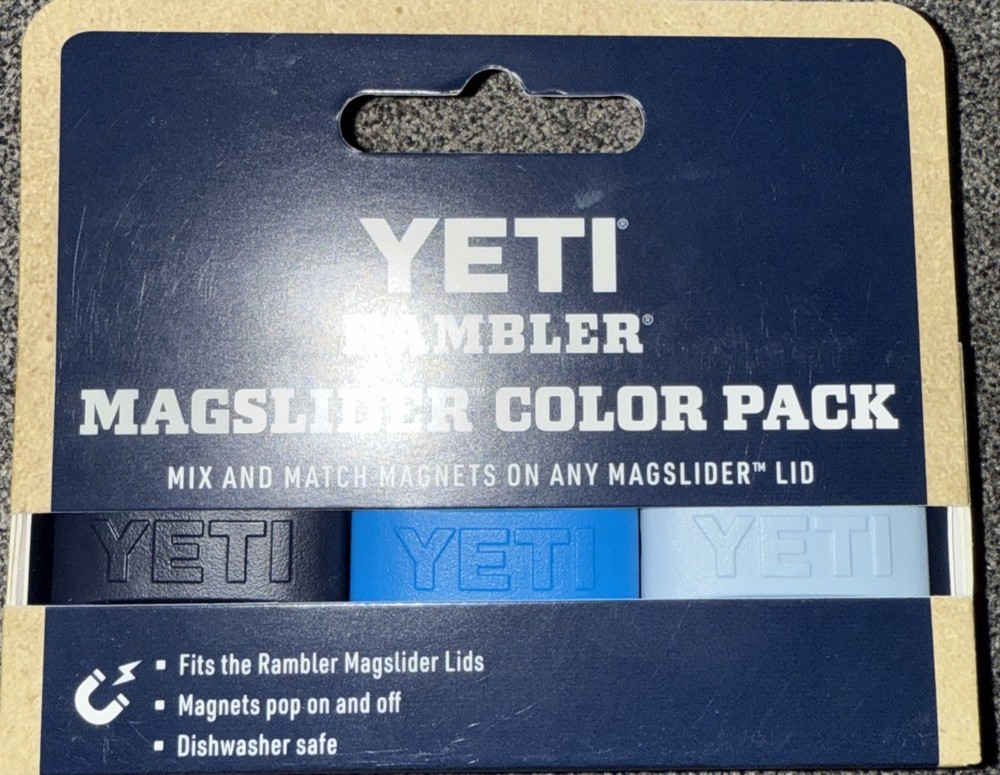 YETI®
RAMBLER®
MAGSLIDER COLOR PACK
MIX AND MATCH MAGNETS ON ANY MAGSLIDER™ LID
YETI YETI YETI
▪ Fits the Rambler Magslider Lids
▪ Magnets pop on and off
▪ Dishwasher safe